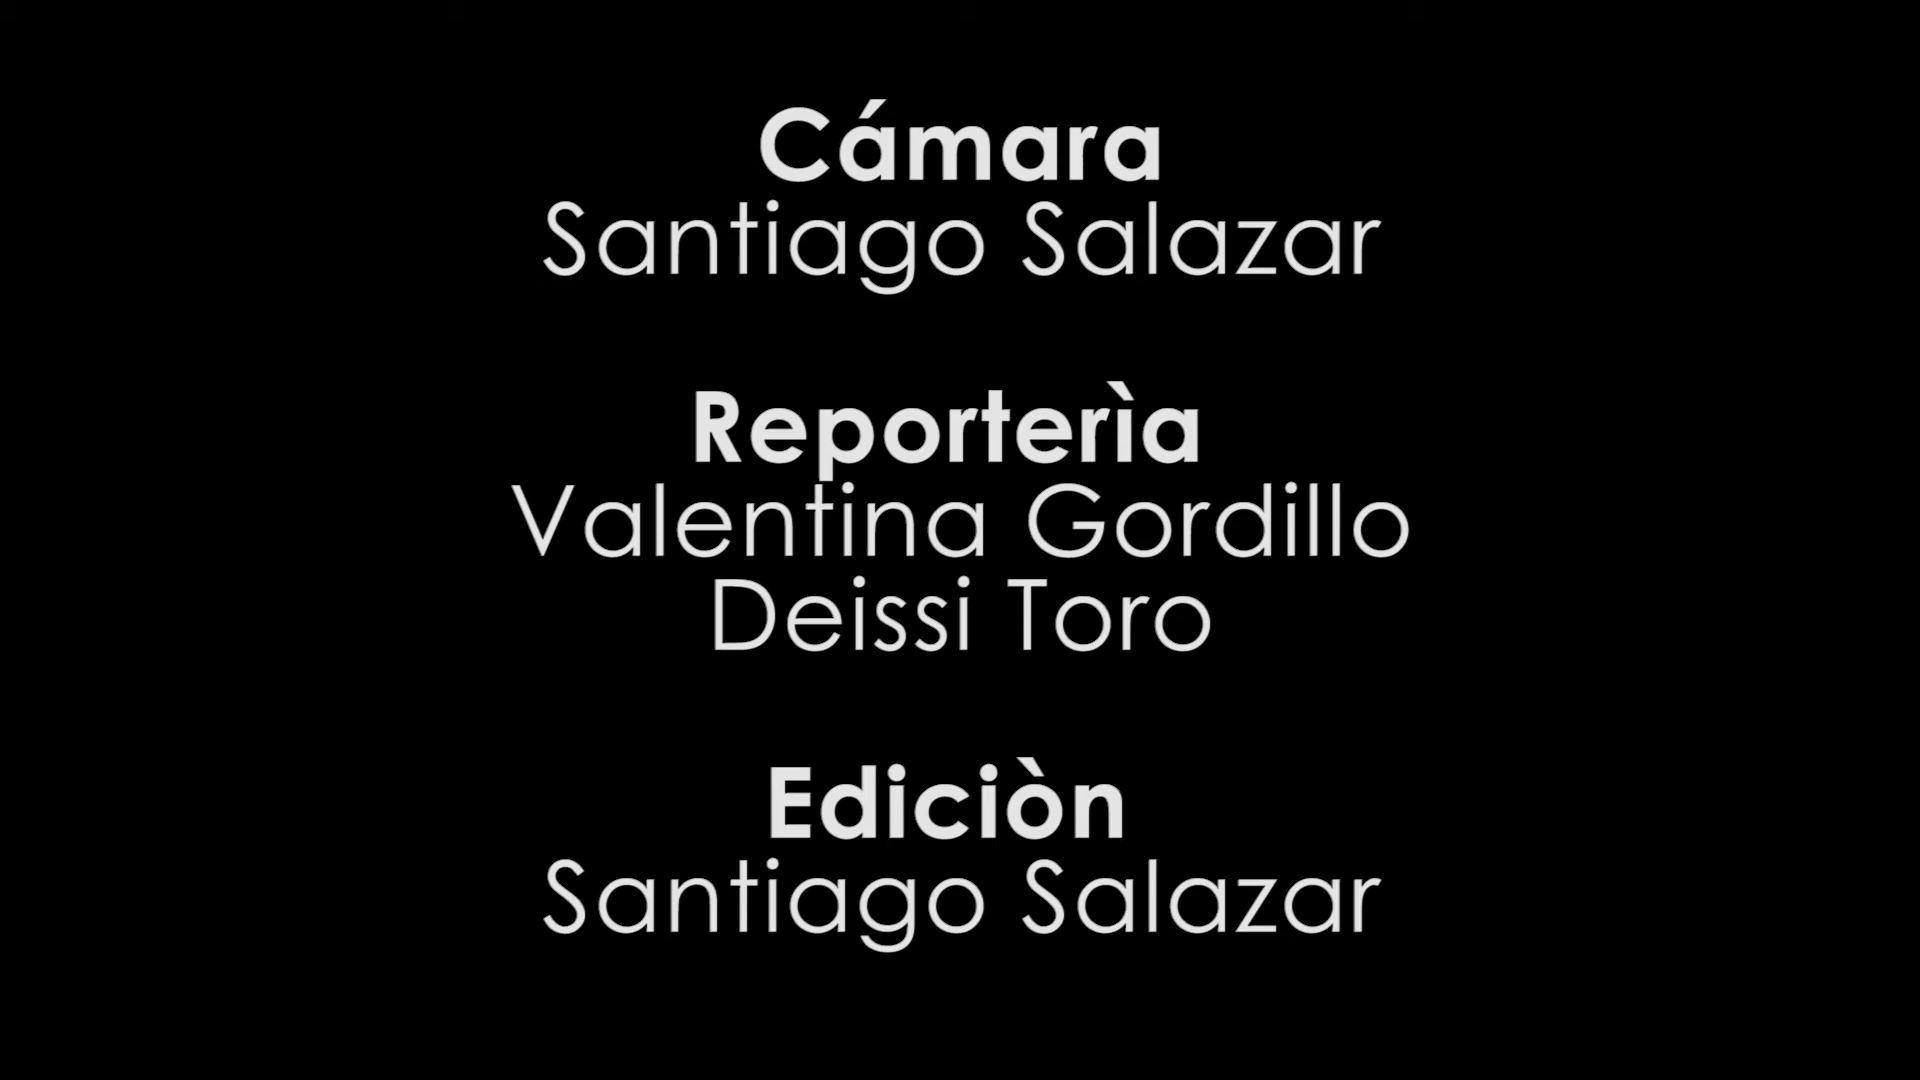 Cámara
Santiago Salazar
Reporterìa
Valentina Gordillo
Deissi Toro
Ediciòn
Santiago Salazar